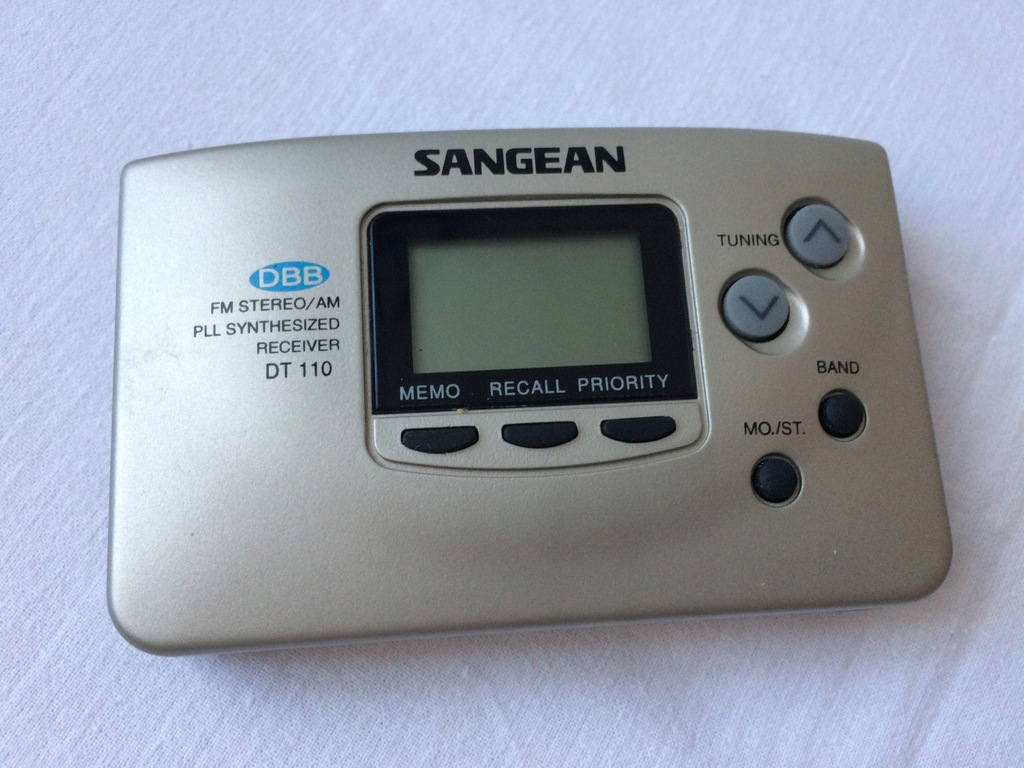 SANGEAN
DBB
FM STEREO/AM
PLL SYNTHESIZED
RECEIVER
DT 110
MEMO RECALL PRIORITY
TUNING
BAND
MO./ST.